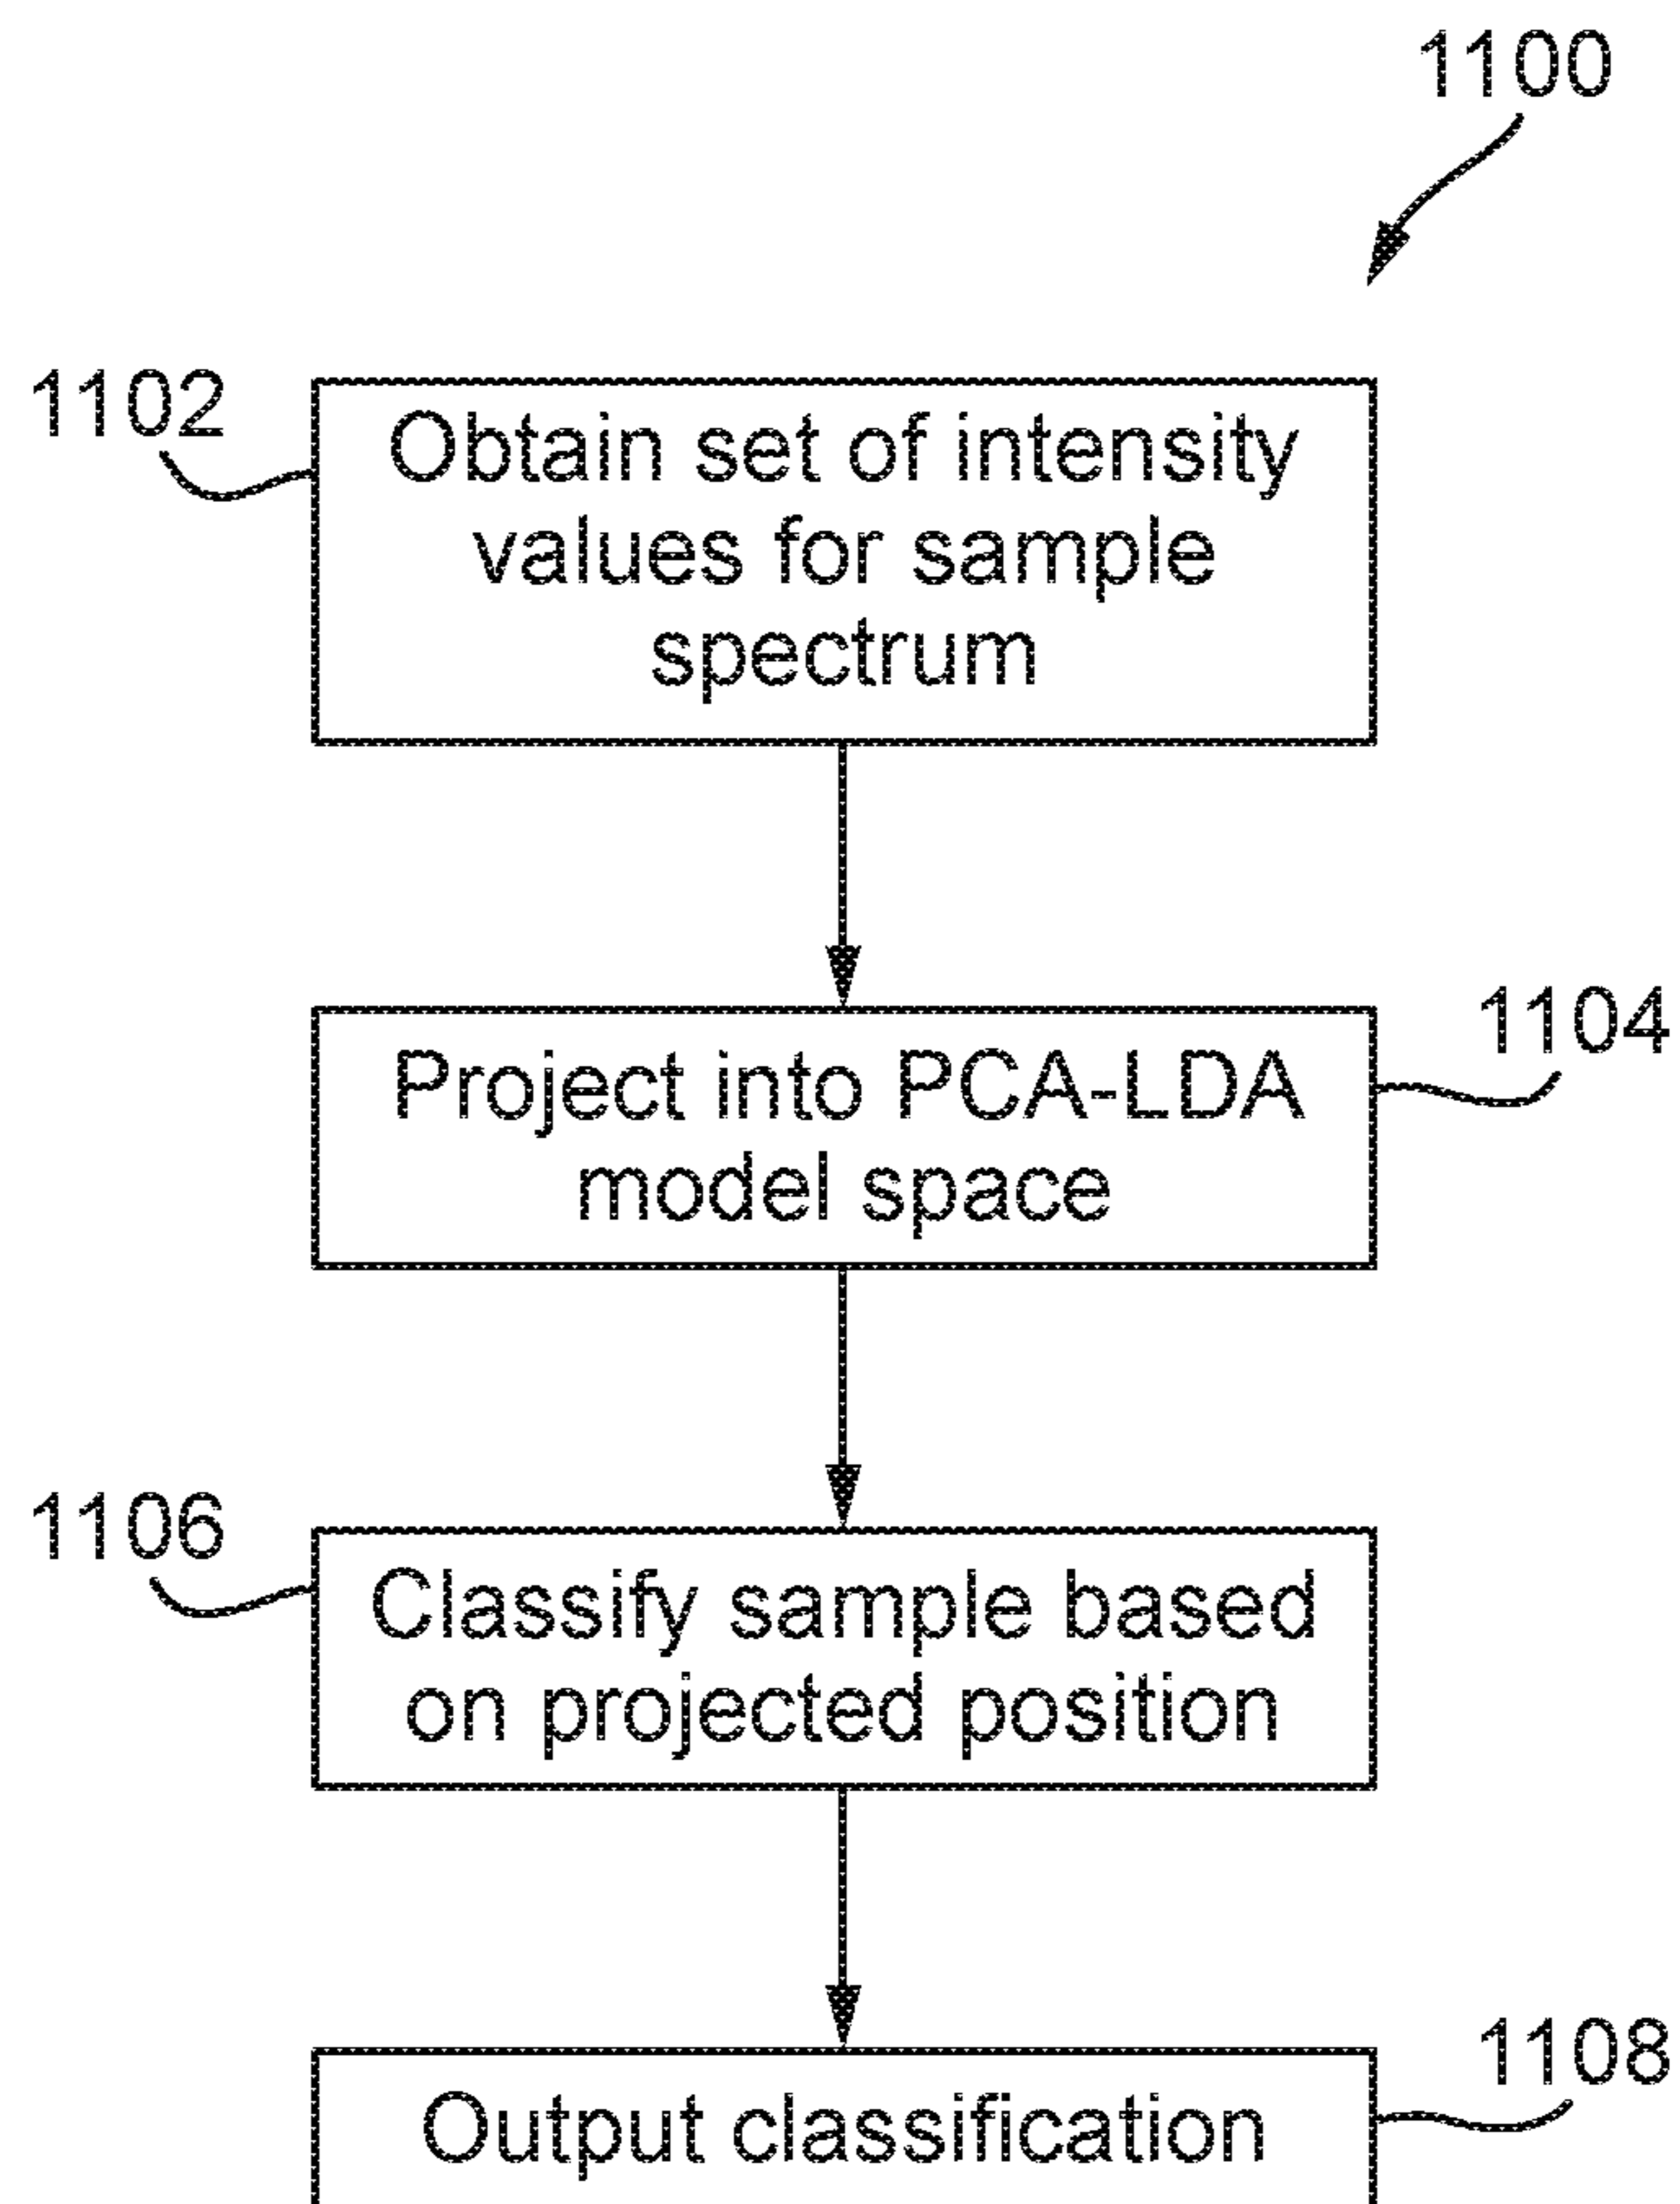 1100
1102
Obtain set of intensity
values for sample
spectrum
1104
Project into PCA-LDA
model space
1106
Classify sample based
on projected position
1108
Output classification